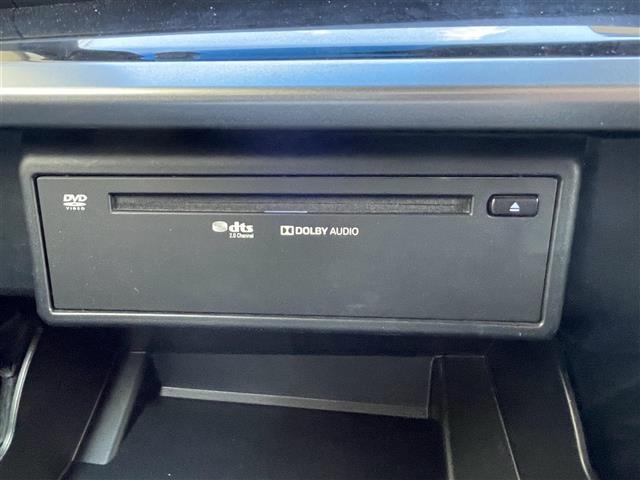 DVD
VIDEO
dts
2.0 Channel
DOLBY AUDIO